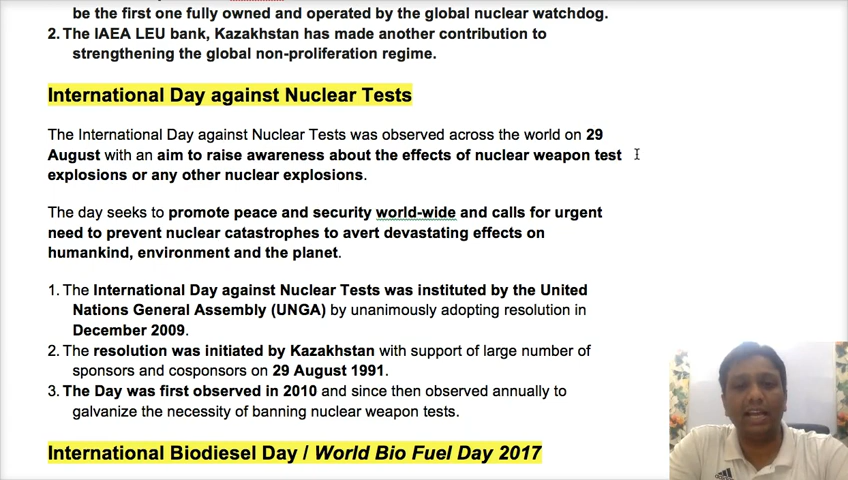 be the first one fully owned and operated by the global nuclear watchdog.
2. The IAEA LEU bank, Kazakhstan has made another contribution to
strengthening the global non-proliferation regime.
International Day against Nuclear Tests
The International Day against Nuclear Tests was observed across the world on 29
August with an aim to raise awareness about the effects of nuclear weapon test
explosions or any other nuclear explosions.
The day seeks to promote peace and security world-wide and calls for urgent
need to prevent nuclear catastrophes to avert devastating effects on
humankind, environment and the planet.
1. The International Day against Nuclear Tests was instituted by the United
Nations General Assembly (UNGA) by unanimously adopting resolution in
December 2009.
2. The resolution was initiated by Kazakhstan with support of large number of
sponsors and cosponsors on 29 August 1991.
3. The Day was first observed in 2010 and since then observed annually to
galvanize the necessity of banning nuclear weapon tests.
International Biodiesel Day / World Bio Fuel Day 2017